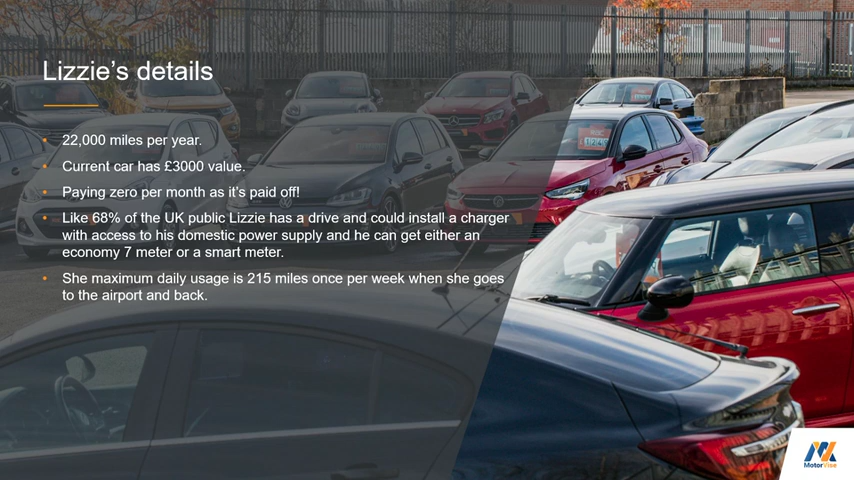 Lizzie’s details
• 22,000 miles per year.
• Current car has £3000 value.
• Paying zero per month as it’s paid off!
• Like 68% of the UK public Lizzie has a drive and could install a charger
with access to his domestic power supply and he can get either an
economy 7 meter or a smart meter.
• She maximum daily usage is 215 miles once per week when she goes
to the airport and back.
MotorVise